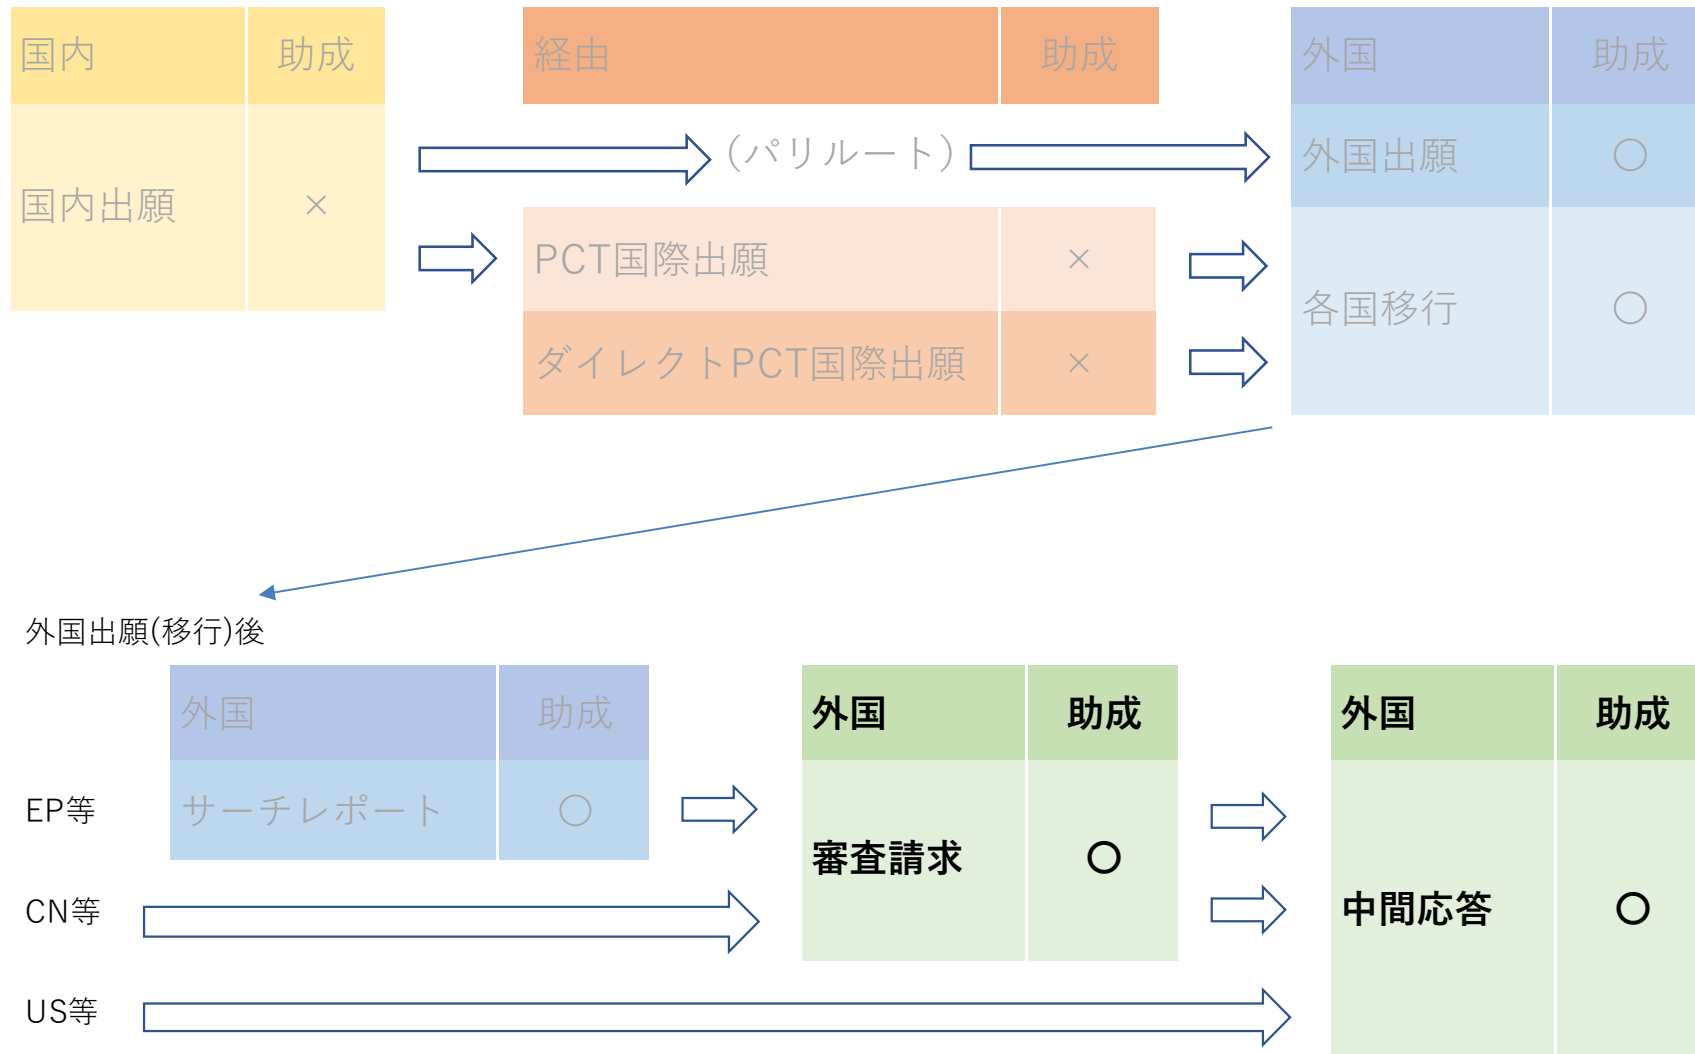 国内 助成 経由 助成 外国 助成
(パリルート) 外国出願 ○
国内出願 ×
PCT国際出願 ×
各国移行 ○
ダイレクトPCT国際出願 ×
外国出願(移行)後
外国 助成 外国 助成 外国 助成
EP等 サーチレポート ○
審査請求 ○
CN等 中間応答 ○
US等